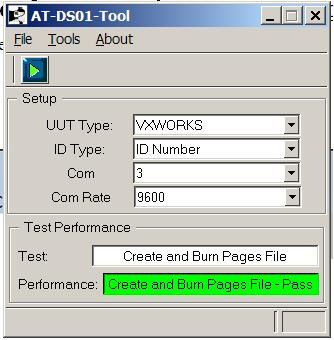 AT-DS01-Tool
File Tools About
Setup
UUT Type: VXWORKS
ID Type: ID Number
Com 3
Com Rate 9600
Test Performance
Test: Create and Burn Pages File
Performance: Create and Burn Pages File - Pass